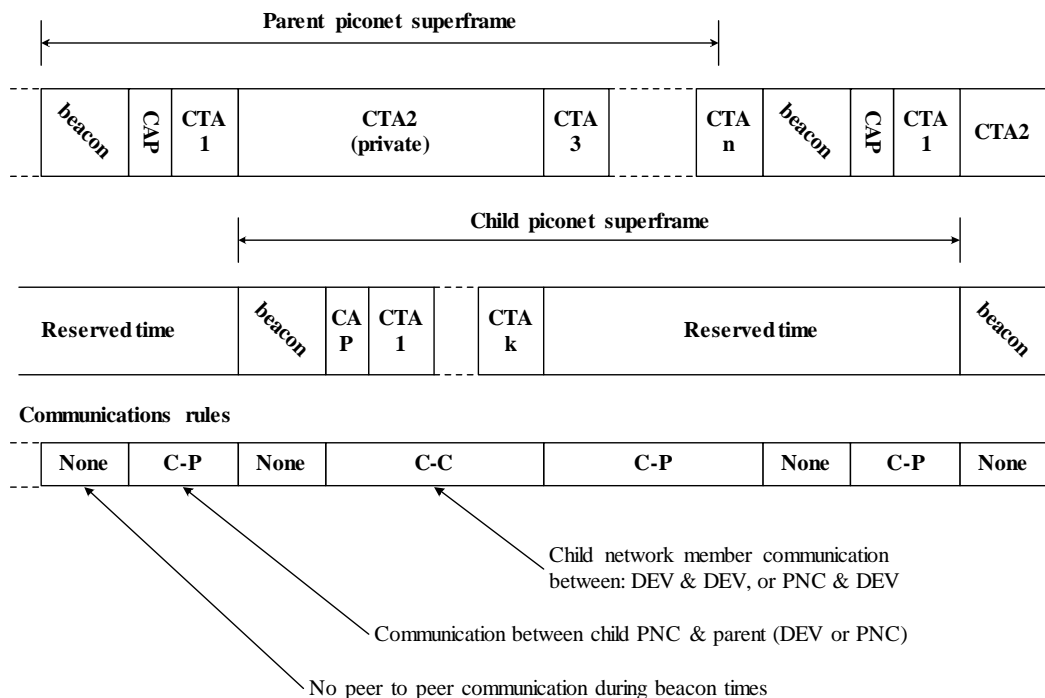 Parent piconet superframe
beacon CAP CTA 1 CTA2 (private) CTA 3 CTA n beacon CAP CTA 1 CTA2
Child piconet superframe
Reserved time beacon CA P CTA 1 CTA k Reserved time beacon
Communications rules
None C-P None C-C C-P None C-P None
Child network member communication
between: DEV & DEV, or PNC & DEV
Communication between child PNC & parent (DEV or PNC)
No peer to peer communication during beacon times